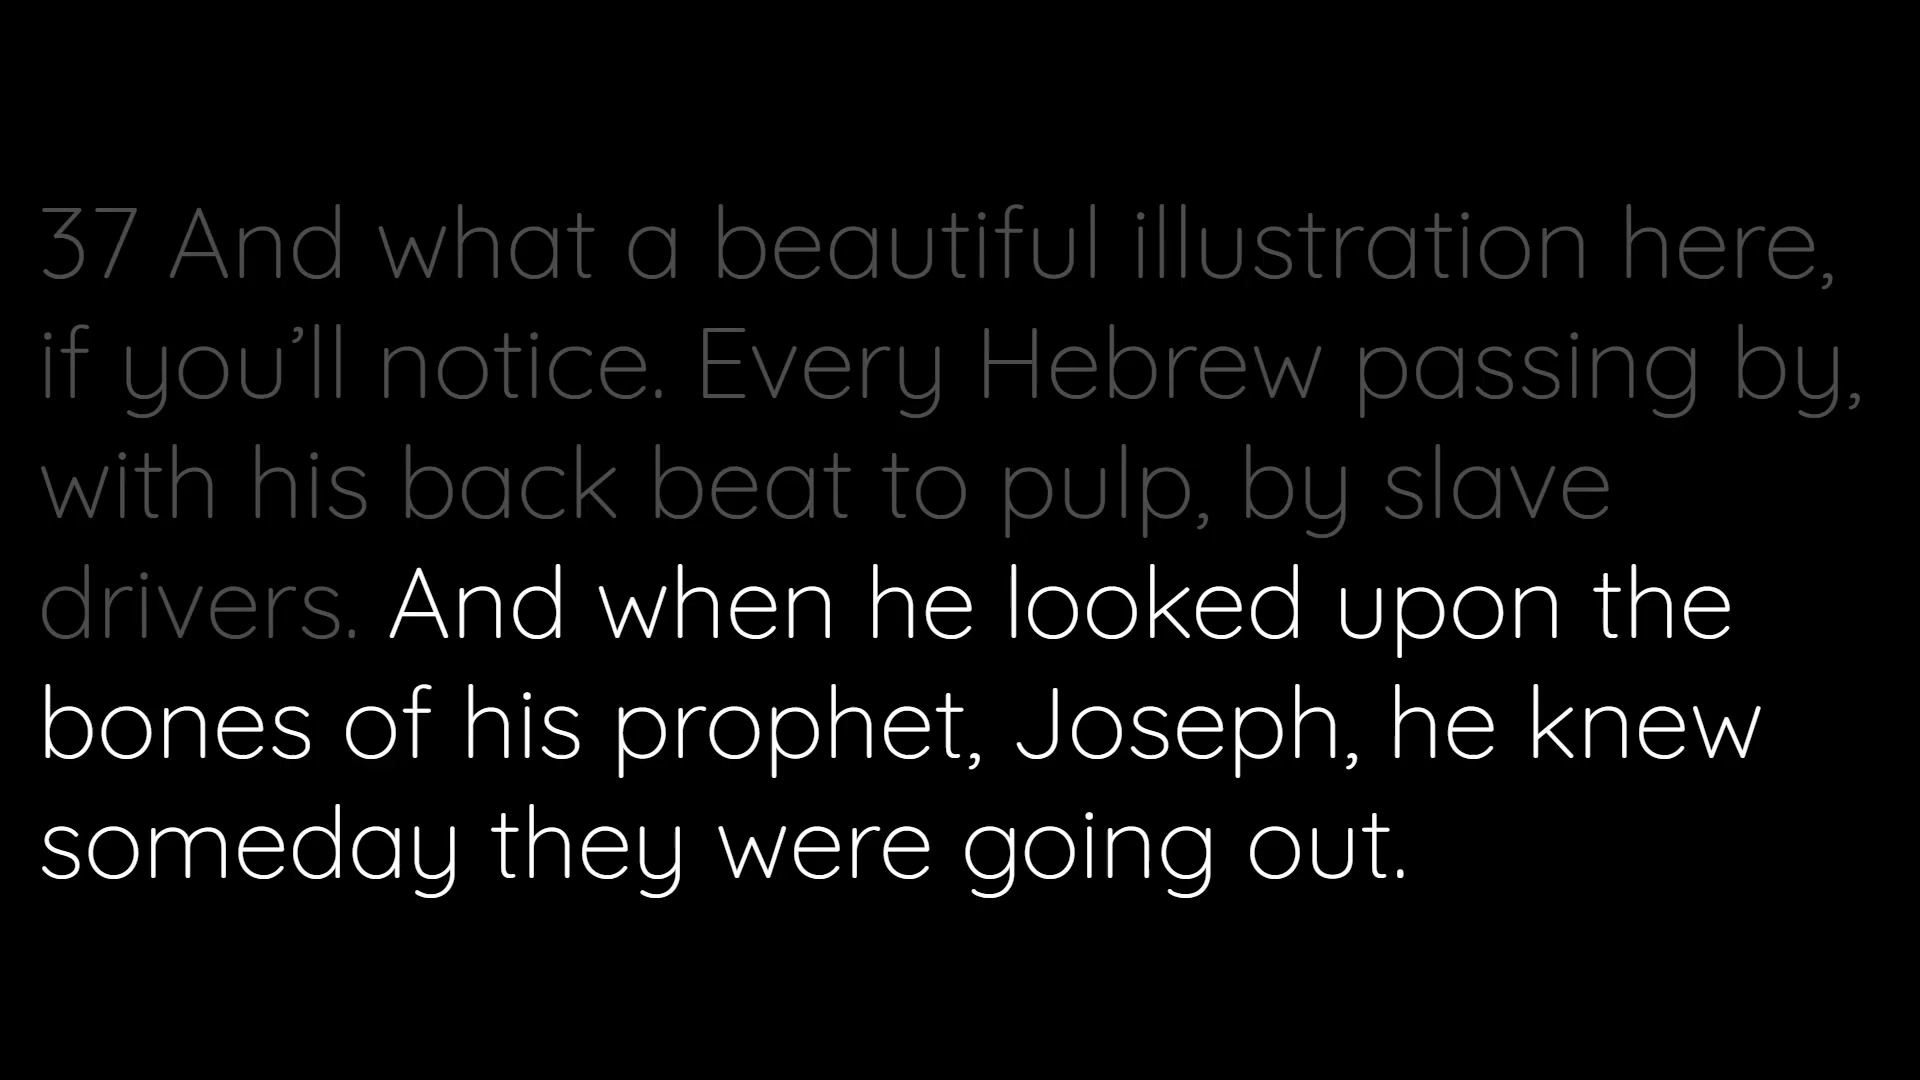 37 And what a beautiful illustration here,
if you’ll notice. Every Hebrew passing by,
with his back beat to pulp, by slave
drivers. And when he looked upon the
bones of his prophet, Joseph, he knew
someday they were going out.